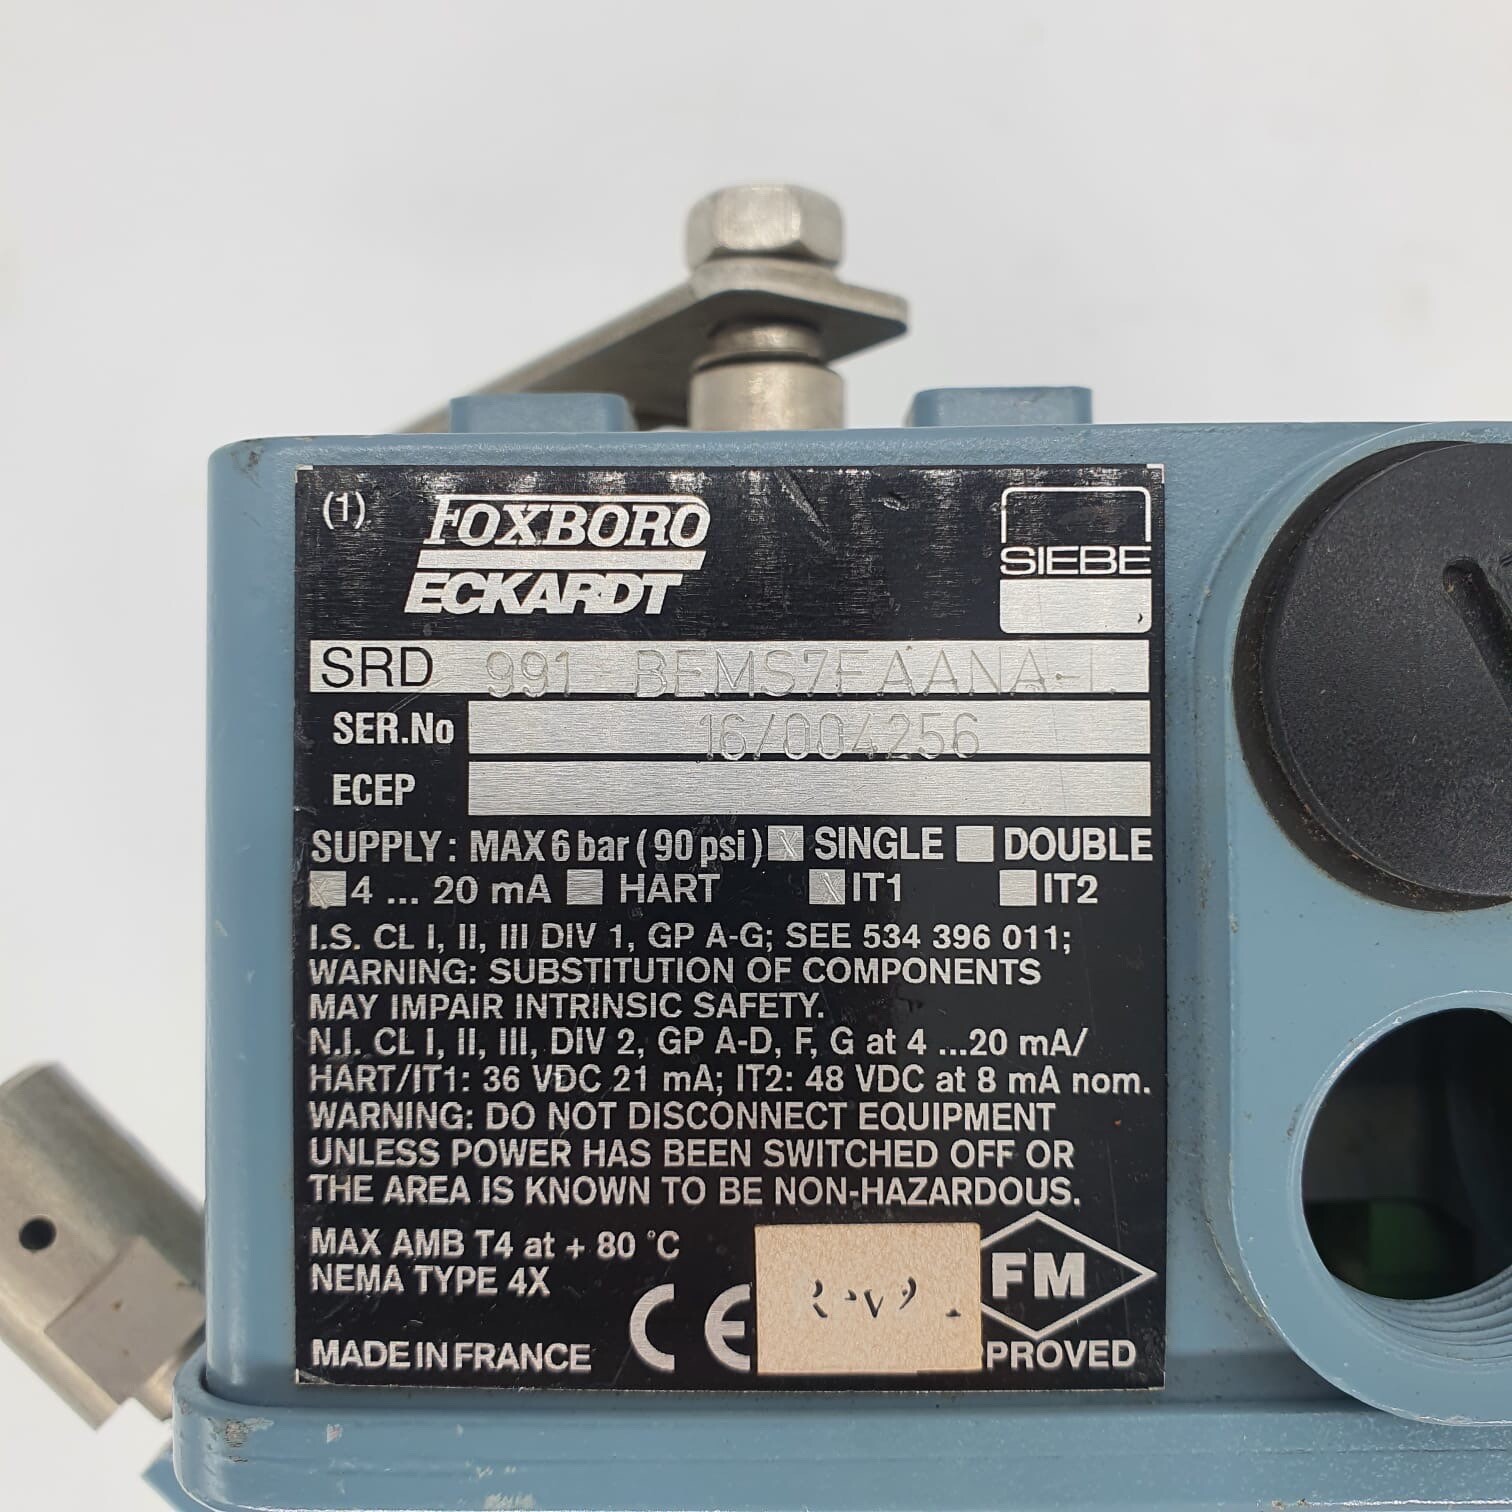 (1) FOXBORO
ECKARDT
SIEBE
SRD 991
SER.No 16/004256
ECEP
SUPPLY: MAX 6 bar (90 psi) X SINGLE DOUBLE
X 4 ... 20 mA HART X IT1 IT2
I.S. CL I, II, III DIV 1, GP A-G; SEE 534 396 011;
WARNING: SUBSTITUTION OF COMPONENTS
MAY IMPAIR INTRINSIC SAFETY.
N.I. CL I, II, III, DIV 2, GP A-D, F, G at 4 ...20 mA/
HART/IT1: 36 VDC 21 mA; IT2: 48 VDC at 8 mA nom.
WARNING: DO NOT DISCONNECT EQUIPMENT
UNLESS POWER HAS BEEN SWITCHED OFF OR
THE AREA IS KNOWN TO BE NON-HAZARDOUS.
MAX AMB T4 at + 80 °C
NEMA TYPE 4X
CE
FM
PROVED
MADE IN FRANCE